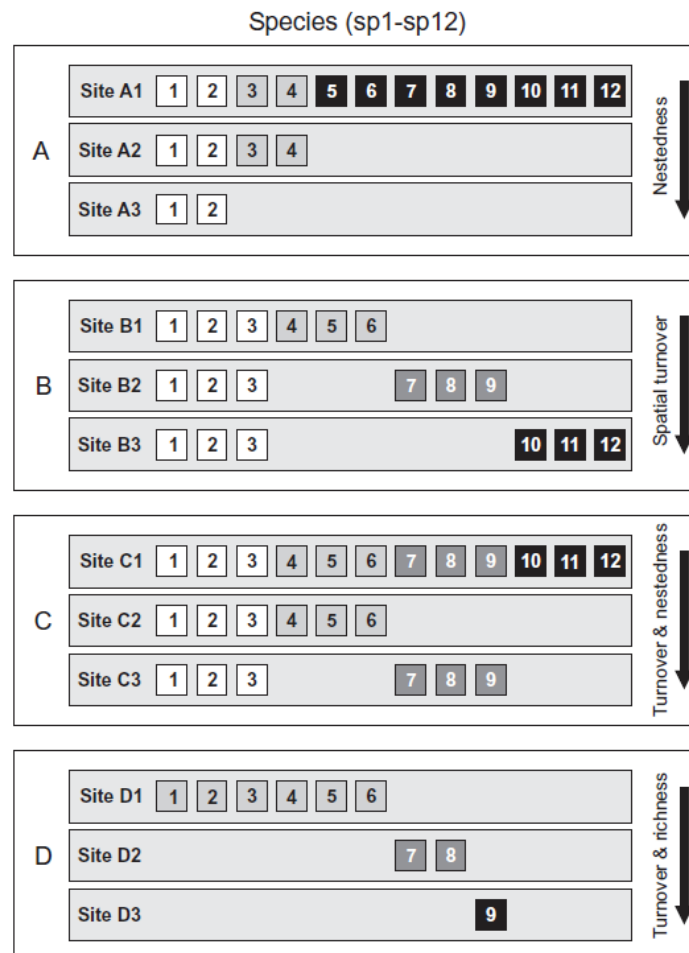 Species (sp1-sp12)
A
Site A1 1 2 3 4 5 6 7 8 9 10 11 12
Site A2 1 2 3 4
Site A3 1 2
Nestedness
B
Site B1 1 2 3 4 5 6
Site B2 1 2 3 7 8 9
Site B3 1 2 3 10 11 12
Spatial turnover
C
Site C1 1 2 3 4 5 6 7 8 9 10 11 12
Site C2 1 2 3 4 5 6
Site C3 1 2 3 7 8 9
Turnover & nestedness
D
Site D1 1 2 3 4 5 6
Site D2 7 8
Site D3 9
Turnover & richness